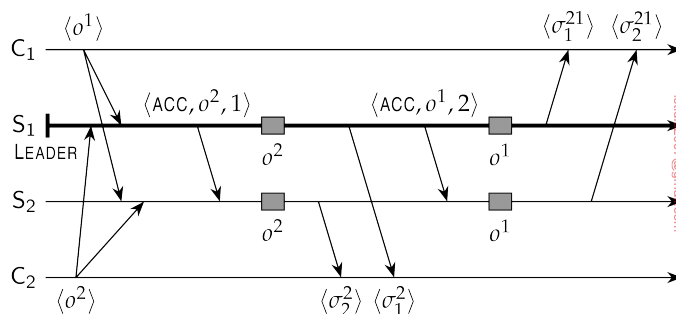 ⟨o¹⟩ ⟨σ₁²¹⟩ ⟨σ₂²¹⟩
C₁
⟨ACC, o², 1⟩ ⟨ACC, o¹, 2⟩
S₁
LEADER o² o¹
S₂
o² o¹
C₂
⟨o²⟩ ⟨σ₂²⟩ ⟨σ₁²⟩